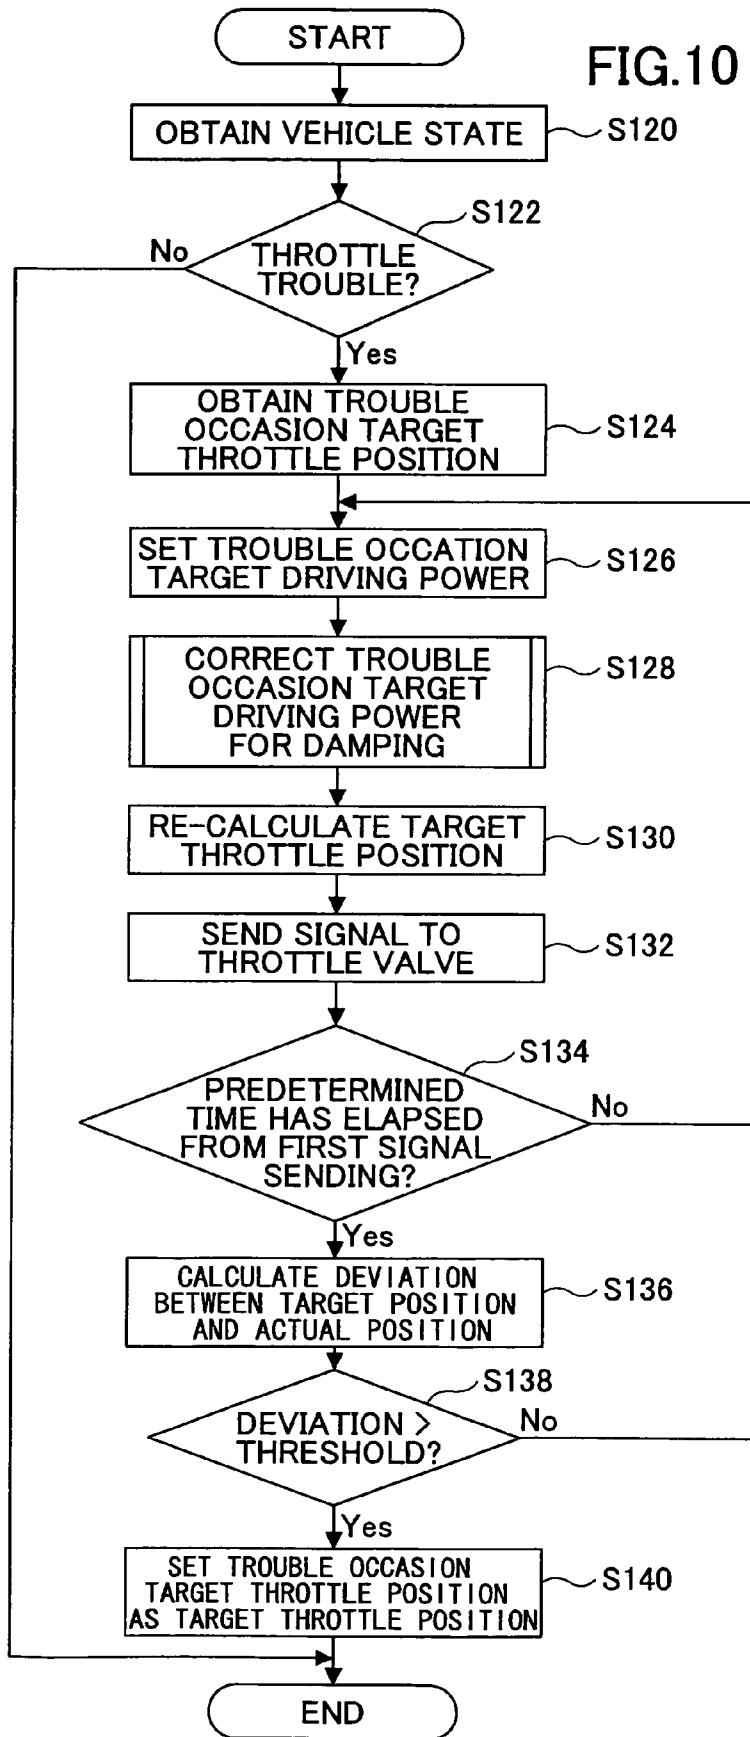 START
FIG.10
OBTAIN VEHICLE STATE
S120
S122
No
THROTTLE
TROUBLE?
Yes
OBTAIN TROUBLE
OCCASION TARGET
THROTTLE POSITION
S124
SET TROUBLE OCCATION
TARGET DRIVING POWER
S126
CORRECT TROUBLE
OCCASION TARGET
DRIVING POWER
FOR DAMPING
S128
RE-CALCULATE TARGET
THROTTLE POSITION
S130
SEND SIGNAL TO
THROTTLE VALVE
S132
S134
PREDETERMINED
TIME HAS ELAPSED
FROM FIRST SIGNAL
SENDING?
No
Yes
CALCULATE DEVIATION
BETWEEN TARGET POSITION
AND ACTUAL POSITION
S136
S138
DEVIATION >
THRESHOLD?
No
Yes
SET TROUBLE OCCASION
TARGET THROTTLE POSITION
AS TARGET THROTTLE POSITION
S140
END